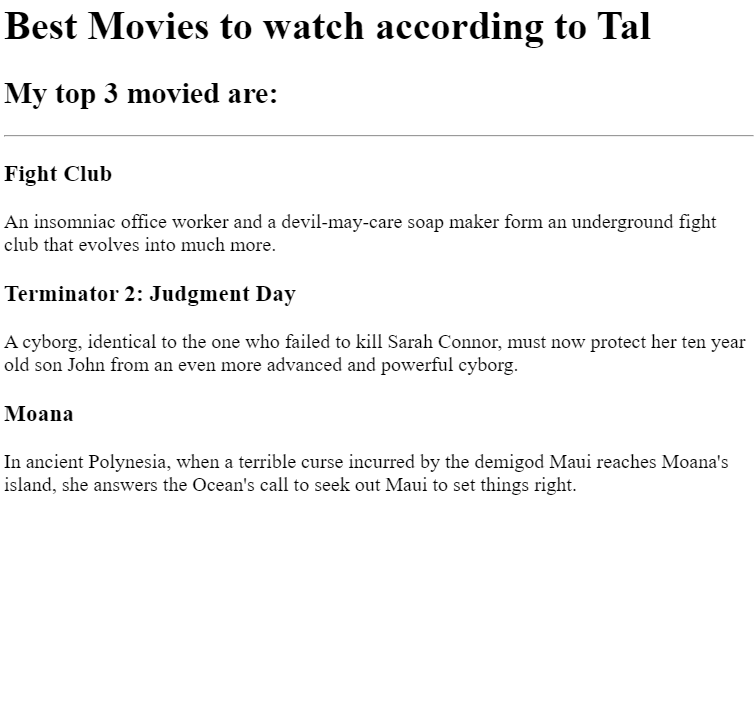 Best Movies to watch according to Tal
My top 3 movied are:
Fight Club
An insomniac office worker and a devil-may-care soap maker form an underground fight
club that evolves into much more.
Terminator 2: Judgment Day
A cyborg, identical to the one who failed to kill Sarah Connor, must now protect her ten year
old son John from an even more advanced and powerful cyborg.
Moana
In ancient Polynesia, when a terrible curse incurred by the demigod Maui reaches Moana's
island, she answers the Ocean's call to seek out Maui to set things right.